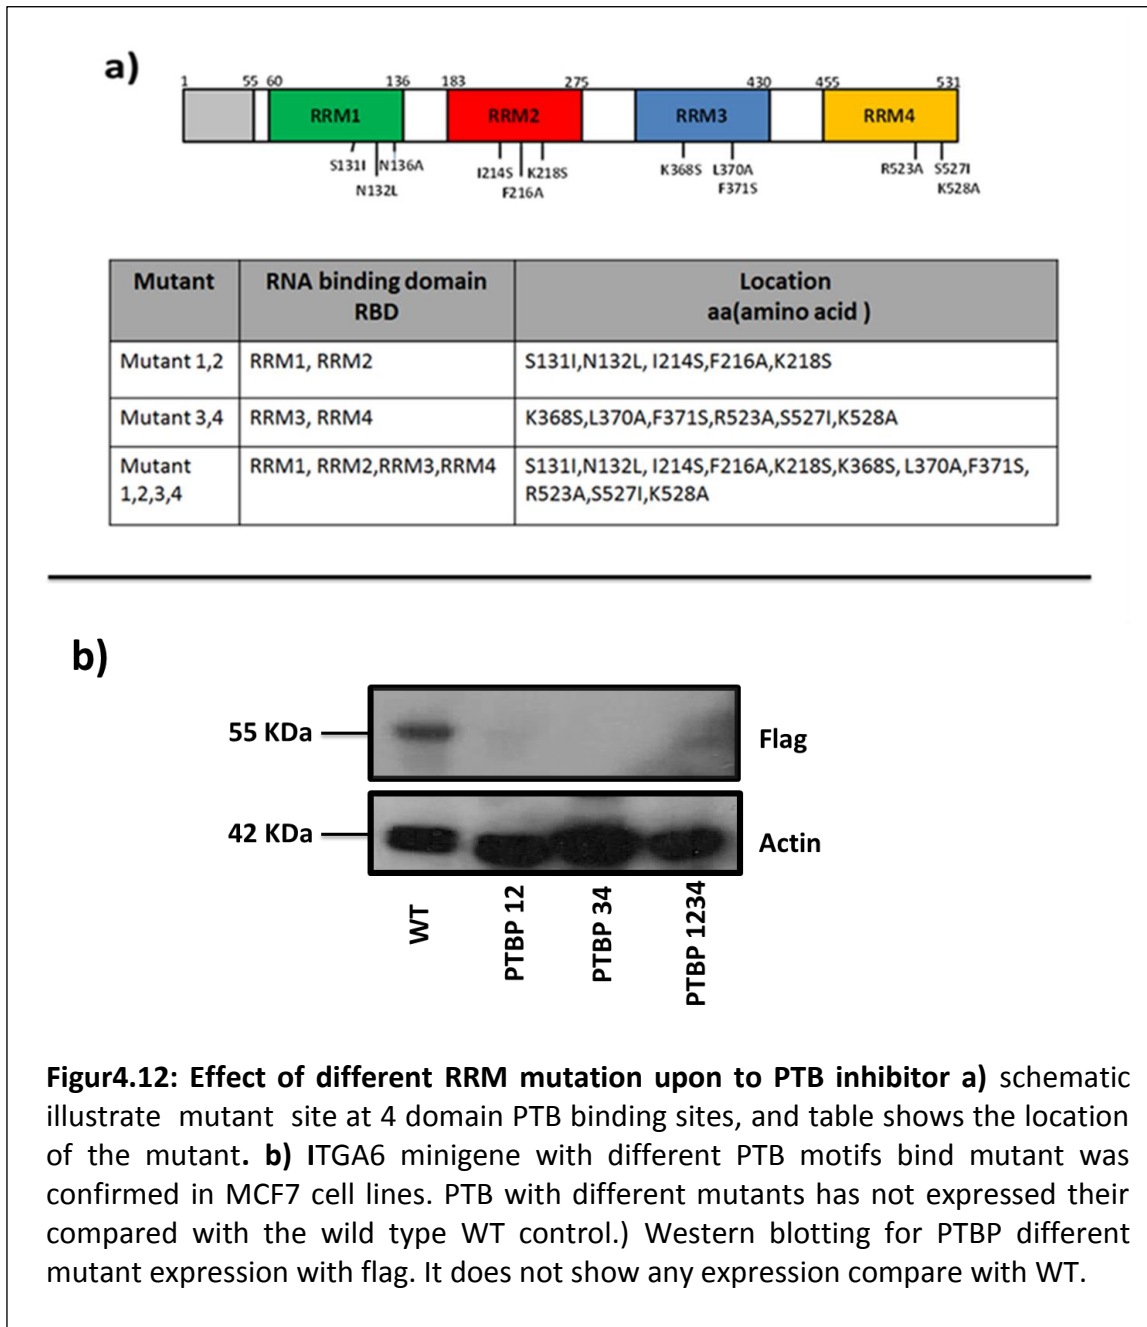 a)
1 55 60 136 183 275 430 455 531
RRM1 RRM2 RRM3 RRM4
S131I N136A I214S K218S K368S L370A R523A S527I
N132L F216A F371S K528A
Mutant RNA binding domain Location
RBD aa(amino acid )
Mutant 1,2 RRM1, RRM2 S131I,N132L, I214S,F216A,K218S
Mutant 3,4 RRM3, RRM4 K368S,L370A,F371S,R523A,S527I,K528A
Mutant RRM1, RRM2,RRM3,RRM4 S131I,N132L, I214S,F216A,K218S,K368S, L370A,F371S,
1,2,3,4 R523A,S527I,K528A
b)
55 KDa Flag
42 KDa Actin
WT PTBP 12 PTBP 34 PTBP 1234
Figur4.12: Effect of different RRM mutation upon to PTB inhibitor a) schematic
illustrate mutant site at 4 domain PTB binding sites, and table shows the location
of the mutant. b) ITGA6 minigene with different PTB motifs bind mutant was
confirmed in MCF7 cell lines. PTB with different mutants has not expressed their
compared with the wild type WT control.) Western blotting for PTBP different
mutant expression with flag. It does not show any expression compare with WT.